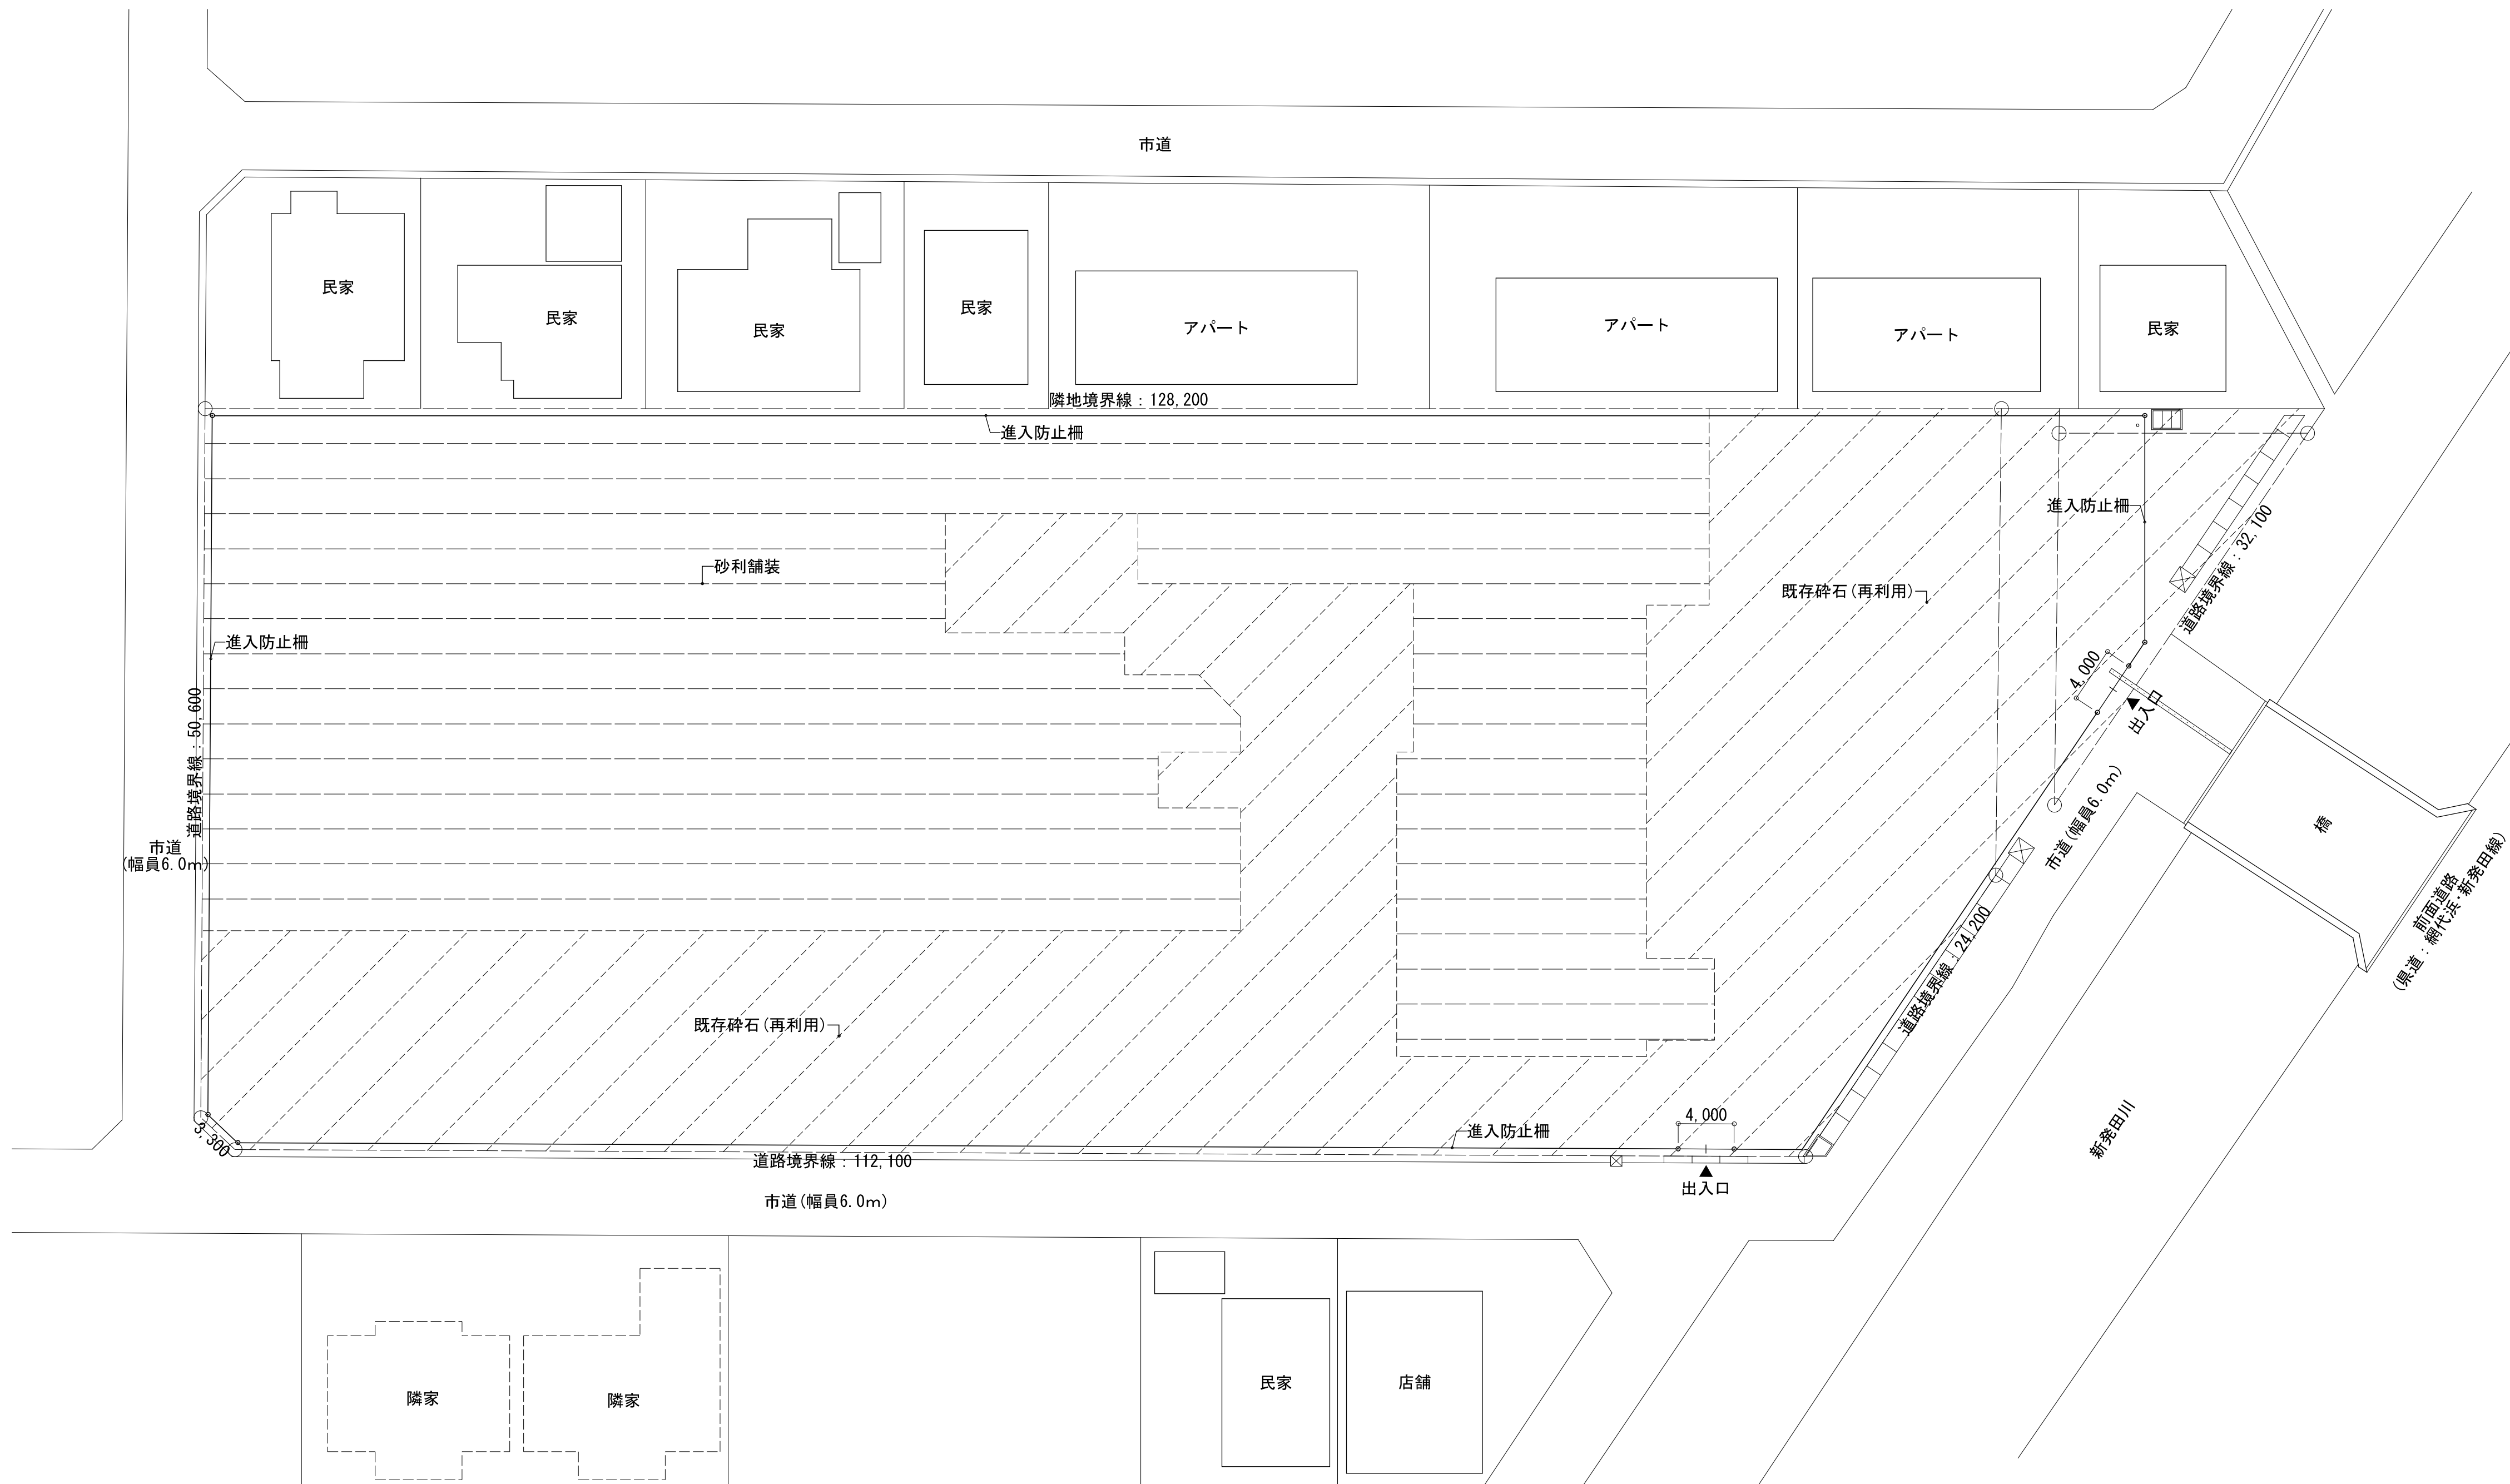 市道
民家
民家
民家
民家
アパート
アパート
アパート
民家
隣地境界線：128,200
進入防止柵
進入防止柵
道路境界線：32,100
砂利舗装
既存砕石(再利用)
進入防止柵
4,000
出入口
道路境界線：50,600
市道
(幅員6.0m)
市道(幅員6.0m)
橋
前面道路
(県道：網代浜・新発田線)
道路境界線：24,200
既存砕石(再利用)
新発田川
3,300
4,000
進入防止柵
道路境界線：112,100
出入口
市道(幅員6.0m)
隣家
隣家
民家
店舗